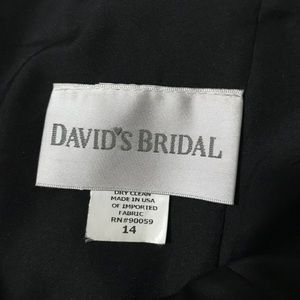 DAVID'S BRIDAL
DRY CLEAN
MADE IN USA
OF IMPORTED
FABRIC
RN#90059
14